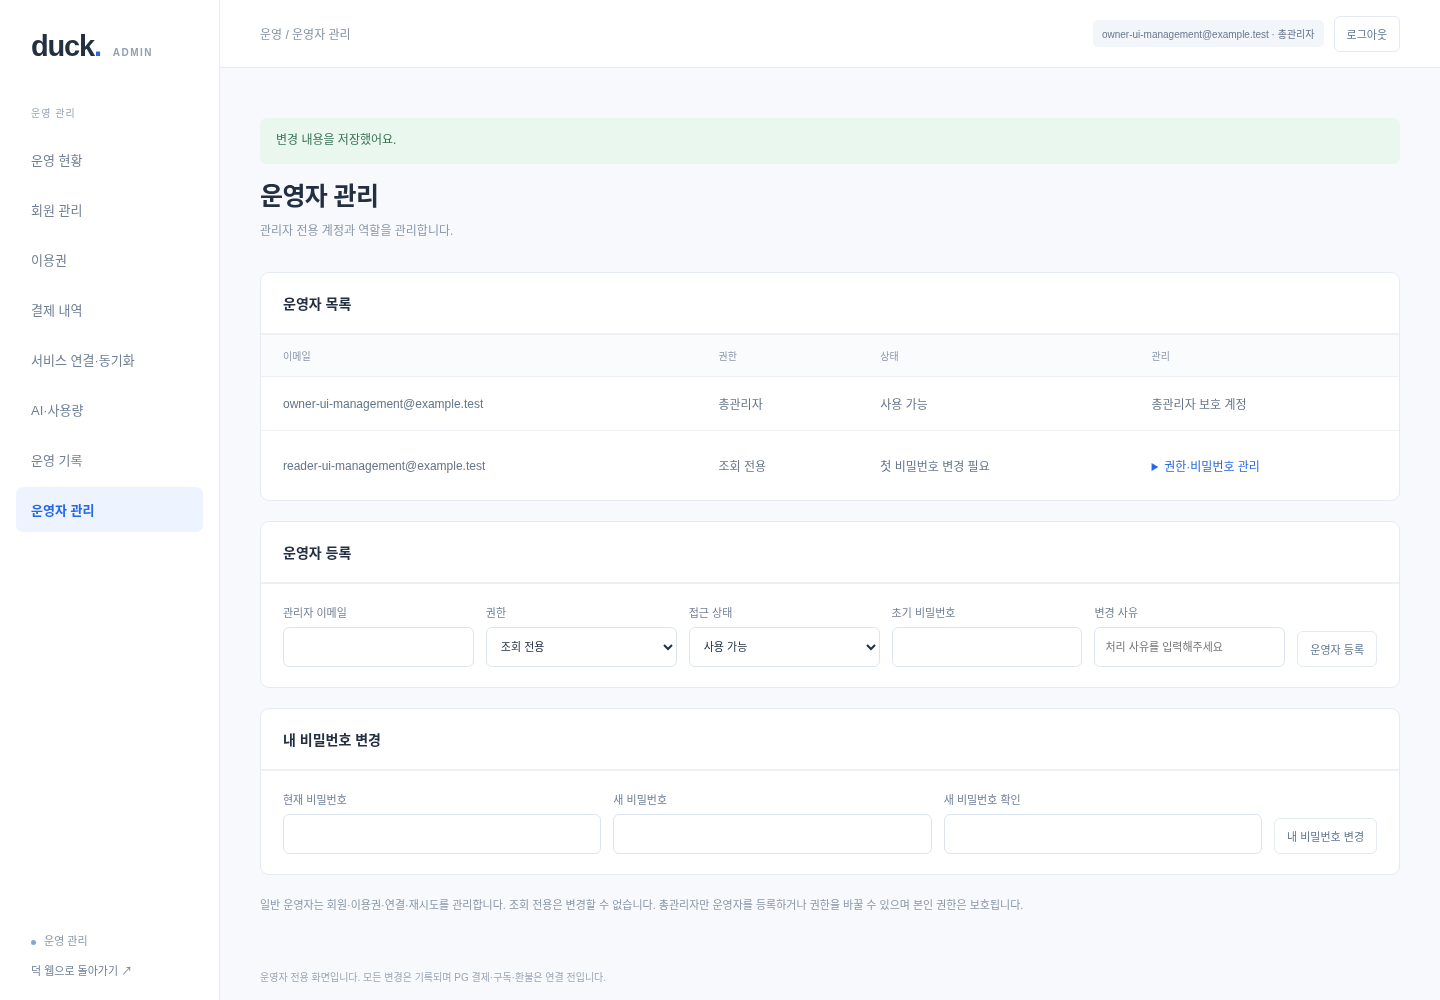 duck. ADMIN
운영 / 운영자 관리
owner-ui-management@example.test · 총관리자
로그아웃
운영 관리
운영 현황
회원 관리
이용권
결제 내역
서비스 연결·동기화
AI·사용량
운영 기록
운영자 관리
변경 내용을 저장했어요.
운영자 관리
관리자 전용 계정과 역할을 관리합니다.
운영자 목록
이메일 권한 상태 관리
owner-ui-management@example.test 총관리자 사용 가능 총관리자 보호 계정
reader-ui-management@example.test 조회 전용 첫 비밀번호 변경 필요 ▶ 권한·비밀번호 관리
운영자 등록
관리자 이메일 권한 접근 상태 초기 비밀번호 변경 사유
조회 전용 사용 가능 처리 사유를 입력해주세요 운영자 등록
내 비밀번호 변경
현재 비밀번호 새 비밀번호 새 비밀번호 확인
내 비밀번호 변경
일반 운영자는 회원·이용권·연결·재시도를 관리합니다. 조회 전용은 변경할 수 없습니다. 총관리자만 운영자를 등록하거나 권한을 바꿀 수 있으며 본인 권한은 보호됩니다.
운영 관리
덕 웹으로 돌아가기 ↗
운영자 전용 화면입니다. 모든 변경은 기록되며 PG 결제·구독·환불은 연결 전입니다.